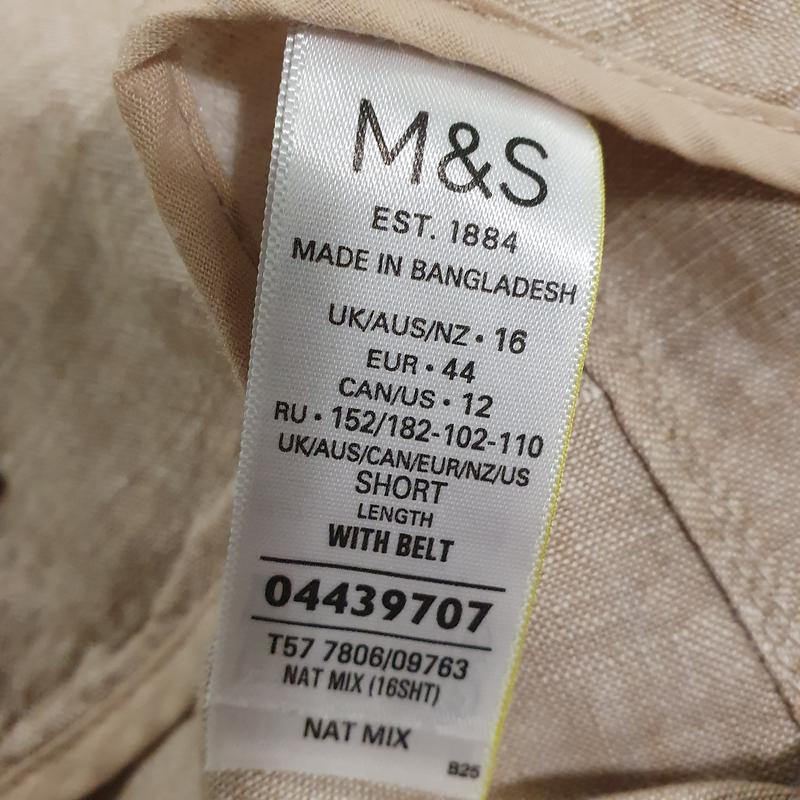 M&S
EST. 1884
MADE IN BANGLADESH
UK/AUS/NZ • 16
EUR • 44
CAN/US • 12
RU • 152/182-102-110
UK/AUS/CAN/EUR/NZ/US
SHORT
LENGTH
WITH BELT
04439707
T57 7806/09763
NAT MIX (16SHT)
NAT MIX
B25